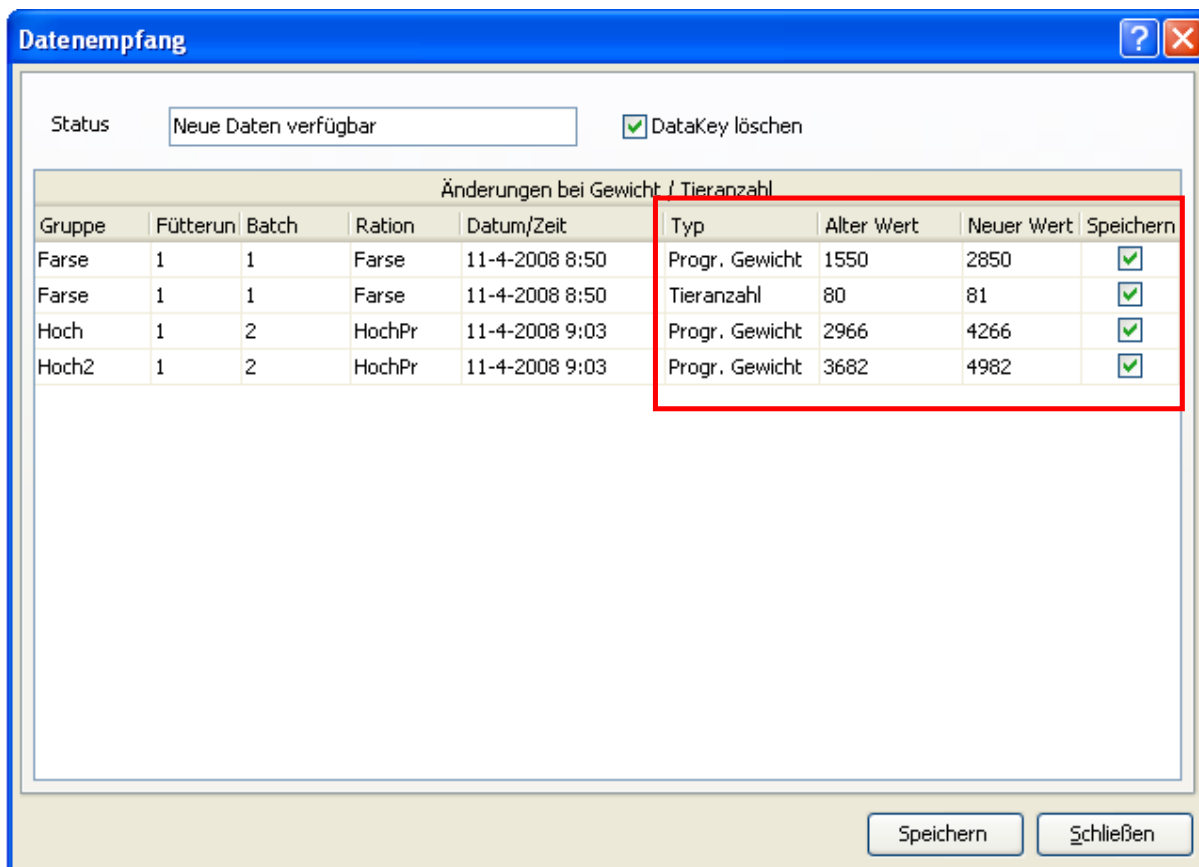 Datenempfang
Status Neue Daten verfügbar DataKey löschen
Änderungen bei Gewicht / Tieranzahl
Gruppe Fütterun Batch Ration Datum/Zeit Typ Alter Wert Neuer Wert Speichern
Farse 1 1 Farse 11-4-2008 8:50 Progr. Gewicht 1550 2850
Farse 1 1 Farse 11-4-2008 8:50 Tieranzahl 80 81
Hoch 1 2 HochPr 11-4-2008 9:03 Progr. Gewicht 2966 4266
Hoch2 1 2 HochPr 11-4-2008 9:03 Progr. Gewicht 3682 4982
Speichern Schließen